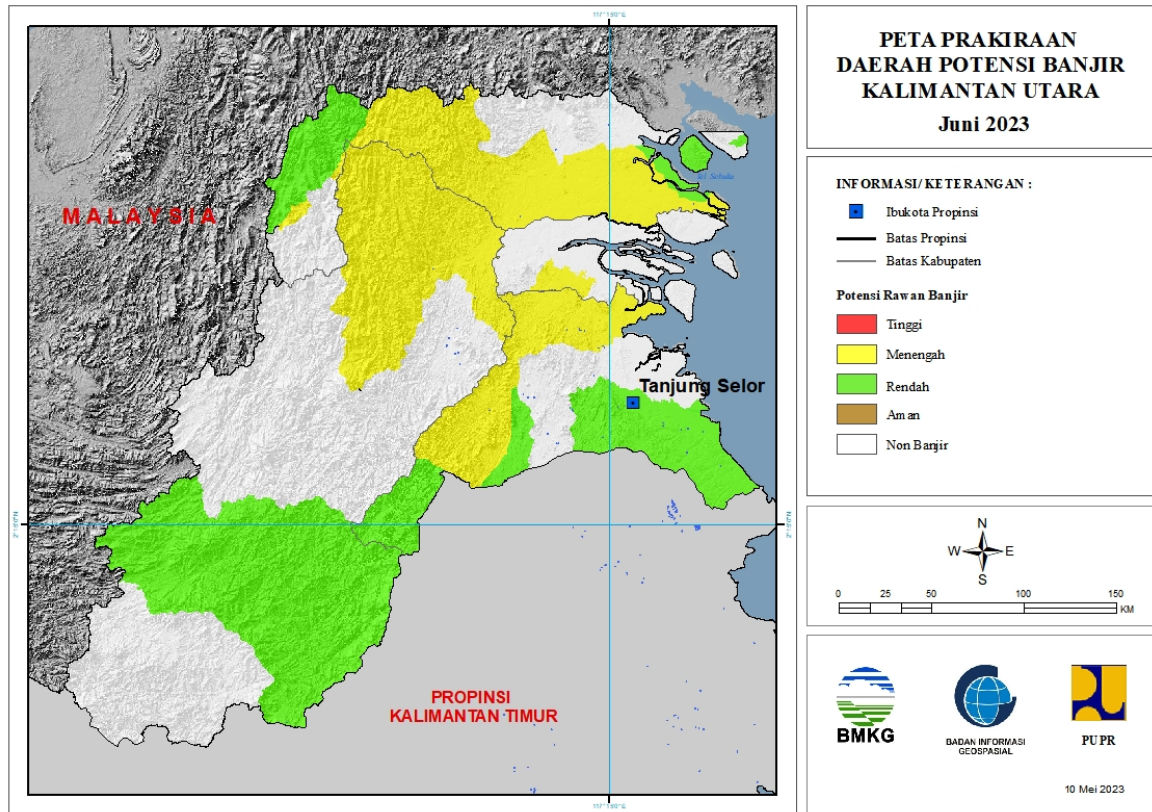 PETA PRAKIRAAN
DAERAH POTENSI BANJIR
KALIMANTAN UTARA
Juni 2023
INFORMASI/KETERANGAN :
Ibukota Propinsi
Batas Propinsi
Batas Kabupaten
Potensi Rawan Banjir
Tinggi
Menengah
Rendah
Aman
Non Banjir
N
W E
S
0 25 50 100 150
KM
BMKG
BADAN INFORMASI
GEOSPASIAL
PUPR
10 Mei 2023
MALAYSIA
Tanjung Selor
PROPINSI
KALIMANTAN TIMUR